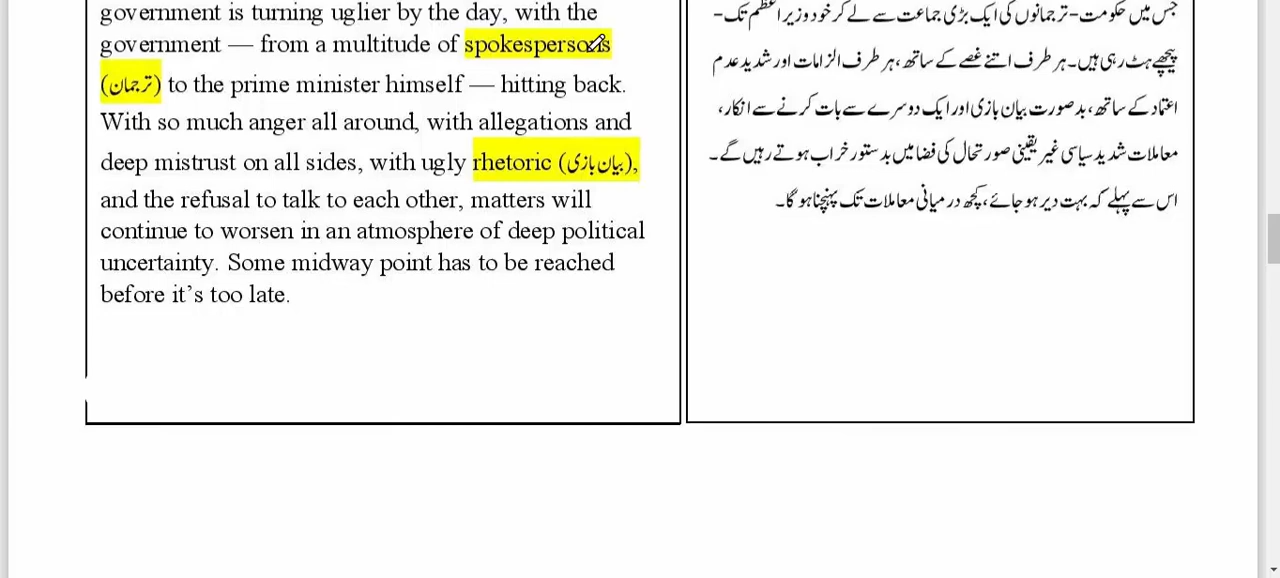 government is turning uglier by the day, with the
government — from a multitude of spokespersons
(ترجمان) to the prime minister himself — hitting back.
With so much anger all around, with allegations and
deep mistrust on all sides, with ugly rhetoric (بیان بازی),
and the refusal to talk to each other, matters will
continue to worsen in an atmosphere of deep political
uncertainty. Some midway point has to be reached
before it’s too late.
جس میں حکومت-ترجمانوں کی ایک بڑی جماعت سے لے کر خود وزیر اعظم تک-
پیچھے ہٹ رہی ہیں۔ ہر طرف اتنے غصے کے ساتھ، ہر طرف الزامات اور شدید عدم
اعتماد کے ساتھ، بدصورت بیان بازی اور ایک دوسرے سے بات کرنے سے انکار،
معاملات شدید سیاسی غیر یقینی صورتحال کی فضا میں بدستور خراب ہوتے رہیں گے۔
اس سے پہلے کہ بہت دیر ہو جائے، کچھ درمیانی معاملات تک پہنچنا ہو گا۔